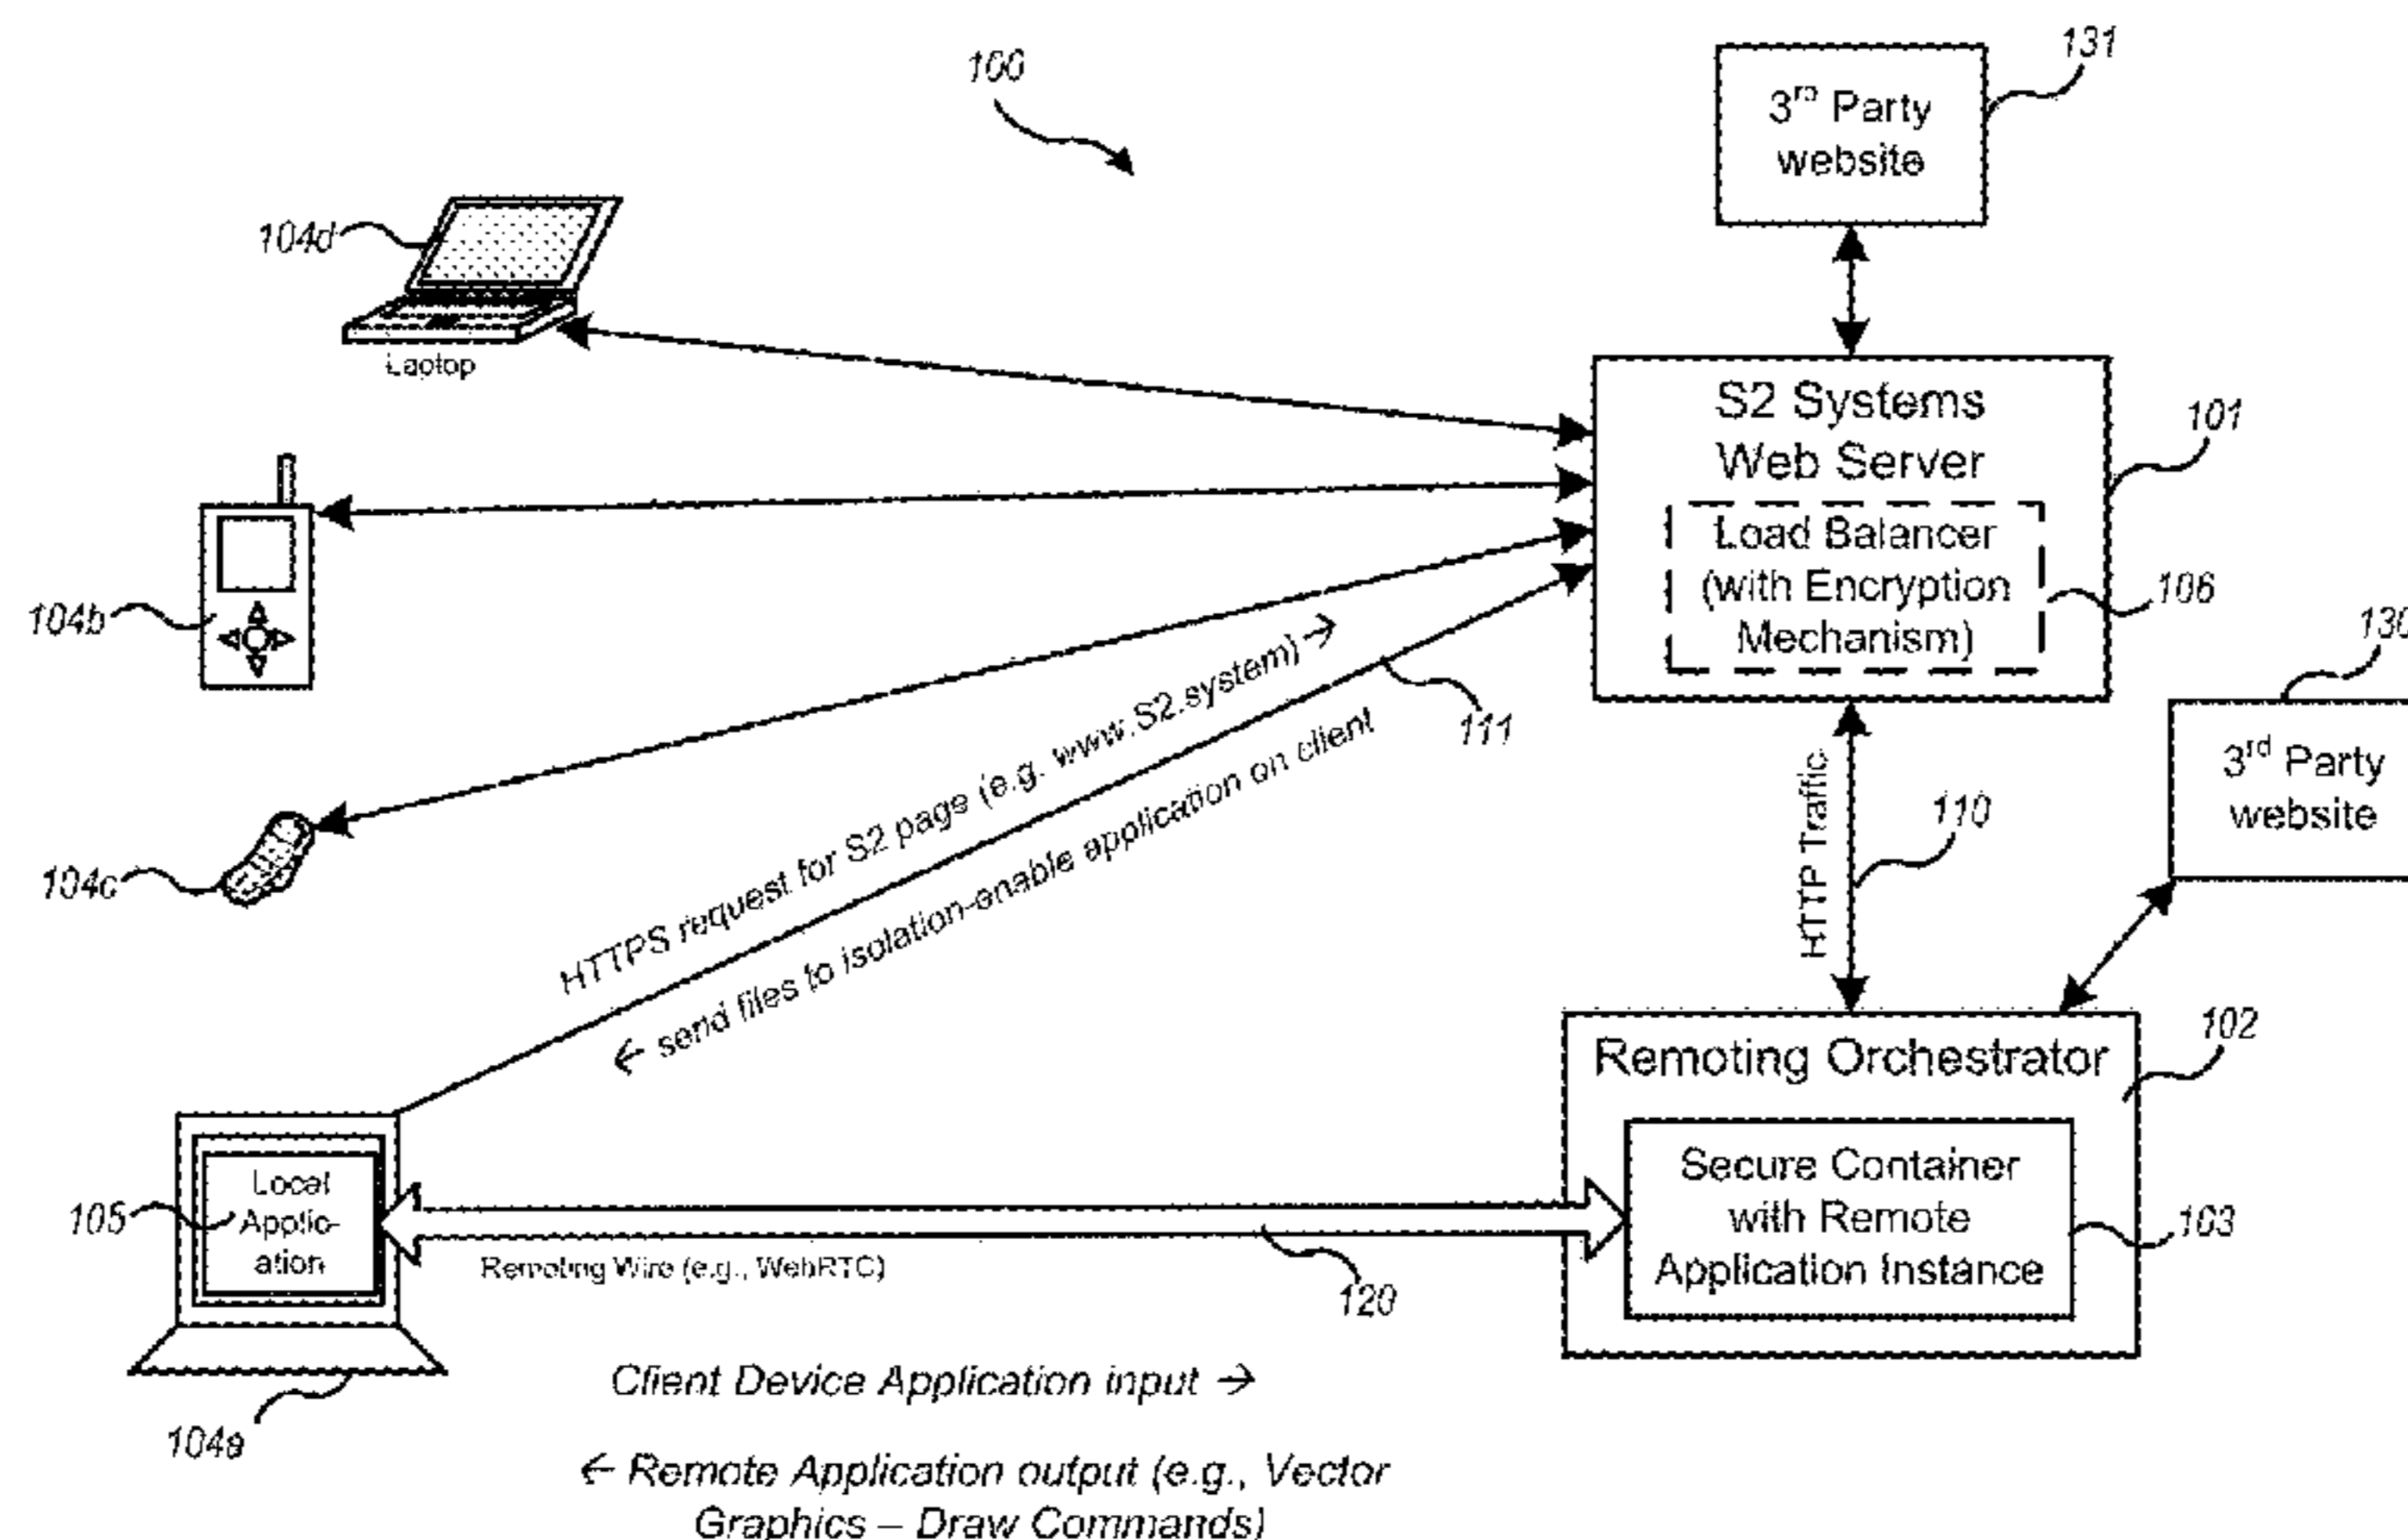 100
131
3rd Party
website
104d
Laptop
S2 Systems
Web Server
101
Load Balancer
(with Encryption
Mechanism)
106
104b
130
3rd Party
website
HTTPS request for S2 page (e.g. www.S2.system) →
← send files to isolation-enable application on client
111
HTTP Traffic
110
104c
Remoting Orchestrator
102
Secure Container
with Remote
Application Instance
103
Local
Applic-
ation
105
Remoting Wire (e.g., WebRTC)
120
104a
Client Device Application input →
← Remote Application output (e.g., Vector
Graphics – Draw Commands)